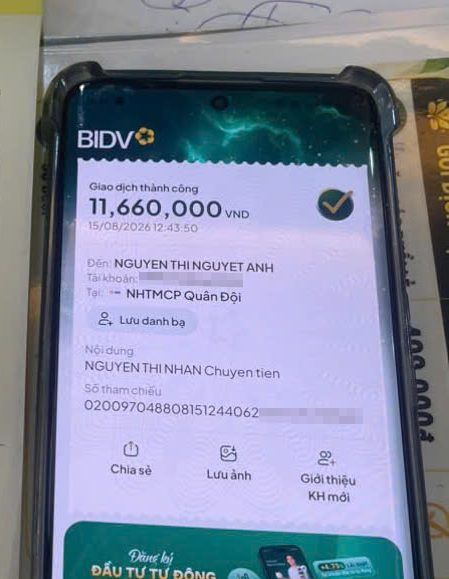 BIDV
Giao dịch thành công
11,660,000 VND
15/08/2026 12:43:50
Đến: NGUYEN THI NGUYET ANH
Tài khoản:
Tại: NHTMCP Quân Đội
Lưu danh bạ
Nội dung
NGUYEN THI NHAN Chuyen tien
Số tham chiếu
020097048808151244062
Chia sẻ
Lưu ảnh
Giới thiệu
KH mới
Đăng ký
ĐẦU TƯ TỰ ĐỘNG